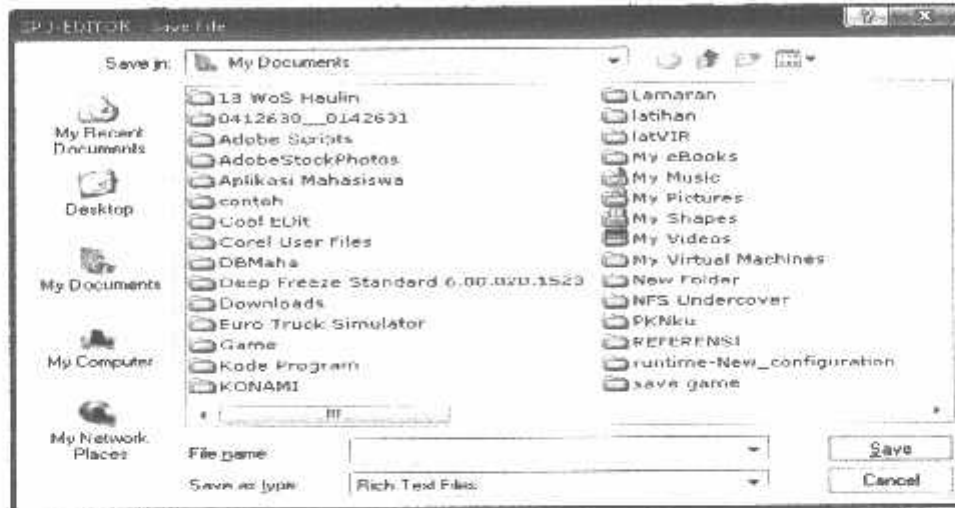 SPJ-EDITOR - Save File
Save in: My Documents
My Recent
Documents
Desktop
My Documents
My Computer
My Network
Places
13 WoS Haulin
0412630__0142631
Adobe Scripts
AdobeStockPhotos
Aplikasi Mahasiswa
contoh
Cool EDit
Corel User Files
DBMaha
Deep Freeze Standard 6.00.020.1523
Downloads
Euro Truck Simulator
Game
Kode Program
KONAMI
Lamaran
latihan
latVIR
My eBooks
My Music
My Pictures
My Shapes
My Videos
My Virtual Machines
New Folder
NFS Undercover
PKNku
REFERENSI
runtime-New_configuration
save game
File name:
Save
Save as type: Rich Text Files
Cancel